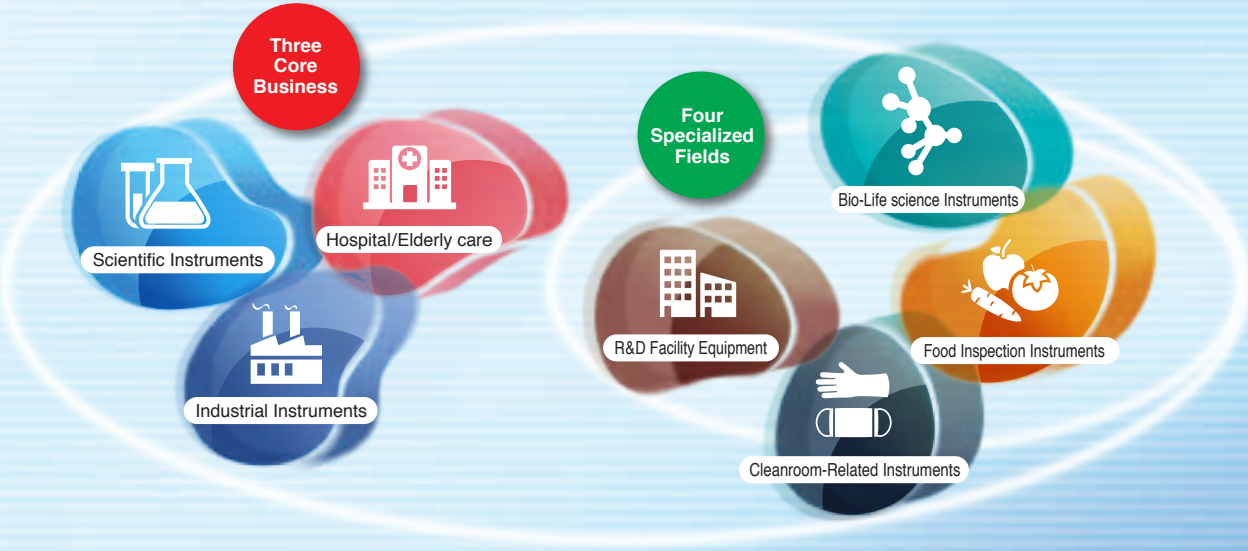 Three
Core
Business
Scientific Instruments
Hospital/Elderly care
Industrial Instruments
Four
Specialized
Fields
Bio-Life science Instruments
R&D Facility Equipment
Food Inspection Instruments
Cleanroom-Related Instruments